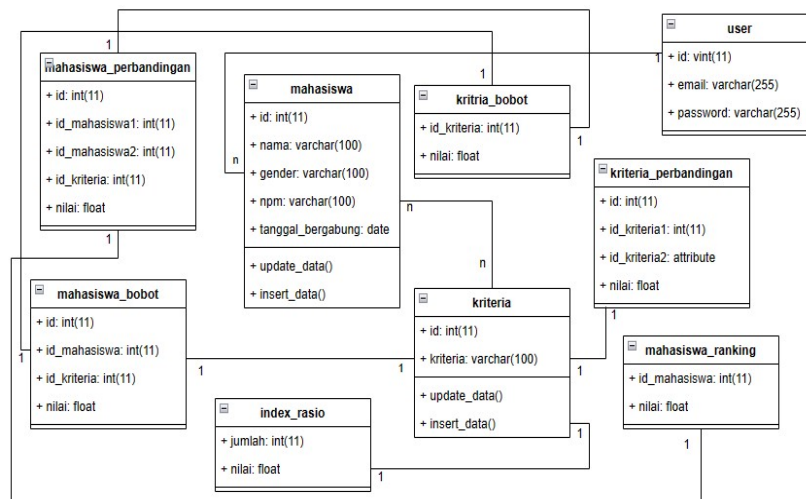 mahasiswa_perbandingan
+ id: int(11)
+ id_mahasiswa1: int(11)
+ id_mahasiswa2: int(11)
+ id_kriteria: int(11)
+ nilai: float
mahasiswa
+ id: int(11)
+ nama: varchar(100)
+ gender: varchar(100)
+ npm: varchar(100)
+ tanggal_bergabung: date
+ update_data()
+ insert_data()
kritria_bobot
+ id_kriteria: int(11)
+ nilai: float
user
+ id: vint(11)
+ email: varchar(255)
+ password: varchar(255)
kriteria_perbandingan
+ id: int(11)
+ id_kriteria1: int(11)
+ id_kriteria2: attribute
+ nilai: float
mahasiswa_bobot
+ id: int(11)
+ id_mahasiswa: int(11)
+ id_kriteria: int(11)
+ nilai: float
kriteria
+ id: int(11)
+ kriteria: varchar(100)
+ update_data()
+ insert_data()
mahasiswa_ranking
+ id_mahasiswa: int(11)
+ nilai: float
index_rasio
+ jumlah: int(11)
+ nilai: float
1
1
1
n
1
n
1
n
1
1
1
1
1
1
1
1